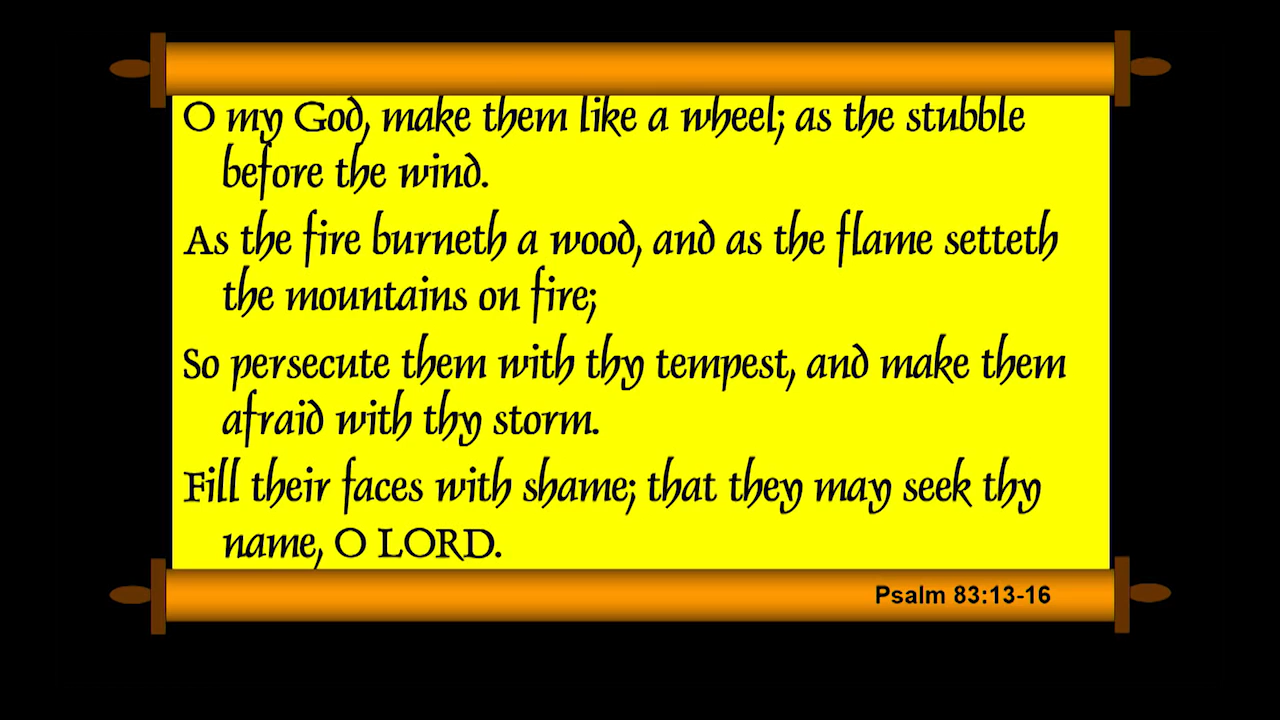 O my God, make them like a wheel; as the stubble
before the wind.
As the fire burneth a wood, and as the flame setteth
the mountains on fire;
So persecute them with thy tempest, and make them
afraid with thy storm.
Fill their faces with shame; that they may seek thy
name, O LORD.
Psalm 83:13-16